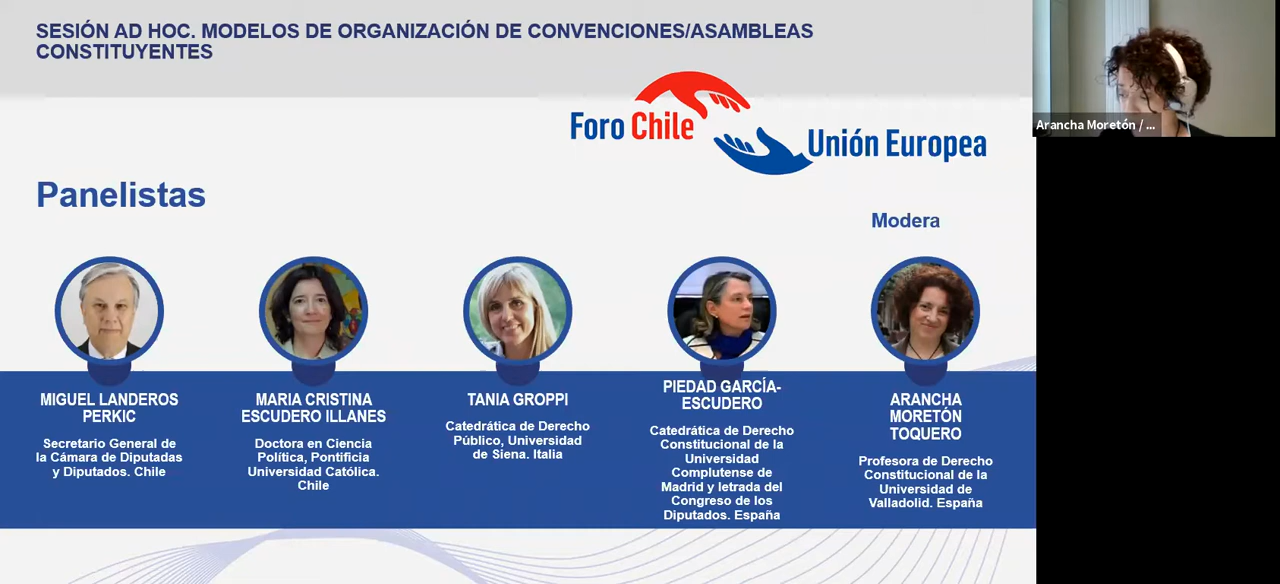 SESIÓN AD HOC. MODELOS DE ORGANIZACIÓN DE CONVENCIONES/ASAMBLEAS
CONSTITUYENTES
Foro Chile
Unión Europea
Arancha Moretón / ...
Panelistas
Modera
MIGUEL LANDEROS
PERKIC
Secretario General de
la Cámara de Diputadas
y Diputados. Chile
MARIA CRISTINA
ESCUDERO ILLANES
Doctora en Ciencia
Política, Pontificia
Universidad Católica.
Chile
TANIA GROPPI
Catedrática de Derecho
Público, Universidad
de Siena. Italia
PIEDAD GARCÍA-
ESCUDERO
Catedrática de Derecho
Constitucional de la
Universidad
Complutense de
Madrid y letrada del
Congreso de los
Diputados. España
ARANCHA
MORETÓN
TOQUERO
Profesora de Derecho
Constitucional de la
Universidad de
Valladolid. España